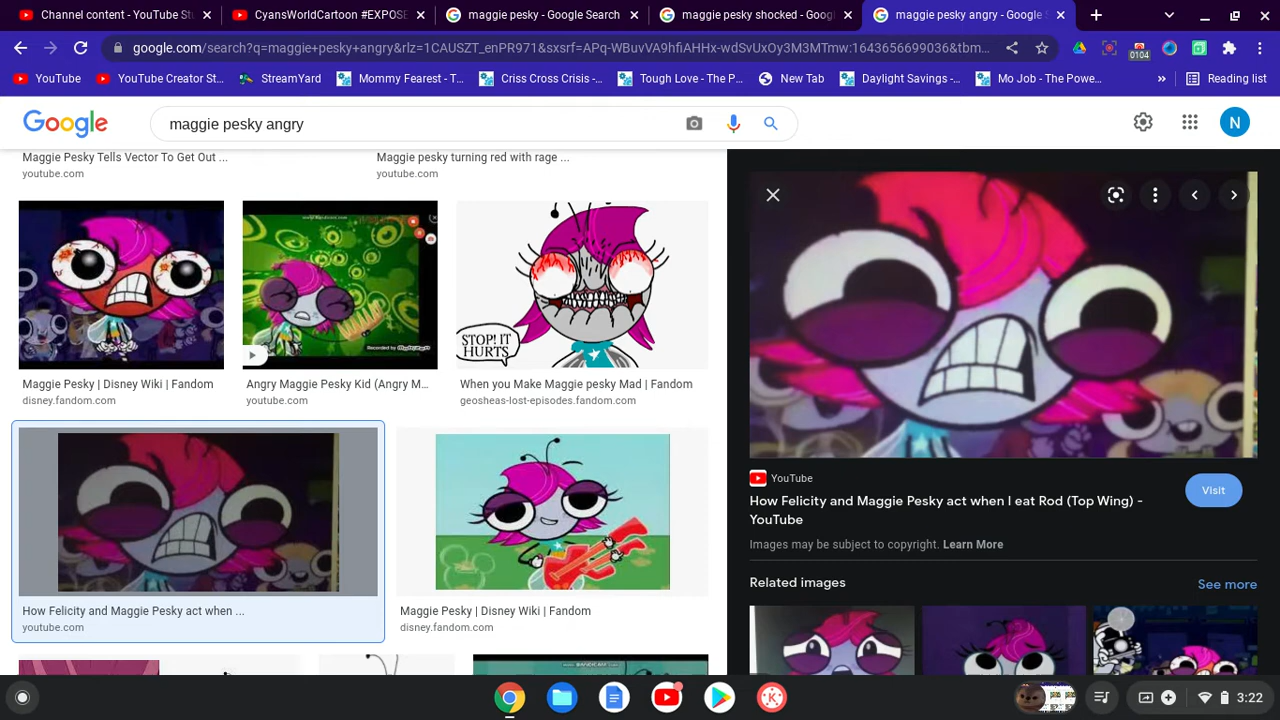 Channel content - YouTube St
CyansWorldCartoon #EXPOSE
maggie pesky - Google Search
maggie pesky shocked - Goog
maggie pesky angry - Google S
google.com/search?q=maggie+pesky+angry&rlz=1CAUSZT_enPR971&sxsrf=APq-WBuvVA9hfiAHHx-wdSvUxOy3M3MTmw:1643656699036&tbm...
0104
YouTube
YouTube Creator St...
StreamYard
Mommy Fearest - T...
Criss Cross Crisis -...
Tough Love - The P...
New Tab
Daylight Savings -...
Mo Job - The Powe...
»
Reading list
Google
maggie pesky angry
N
Maggie Pesky Tells Vector To Get Out ...
youtube.com
Maggie pesky turning red with rage ...
youtube.com
STOP! IT
HURTS
Maggie Pesky | Disney Wiki | Fandom
disney.fandom.com
Angry Maggie Pesky Kid (Angry M...
youtube.com
When you Make Maggie pesky Mad | Fandom
geosheas-lost-episodes.fandom.com
How Felicity and Maggie Pesky act when ...
youtube.com
Maggie Pesky | Disney Wiki | Fandom
disney.fandom.com
YouTube
How Felicity and Maggie Pesky act when I eat Rod (Top Wing) -
YouTube
Visit
Images may be subject to copyright. Learn More
Related images
See more
3:22